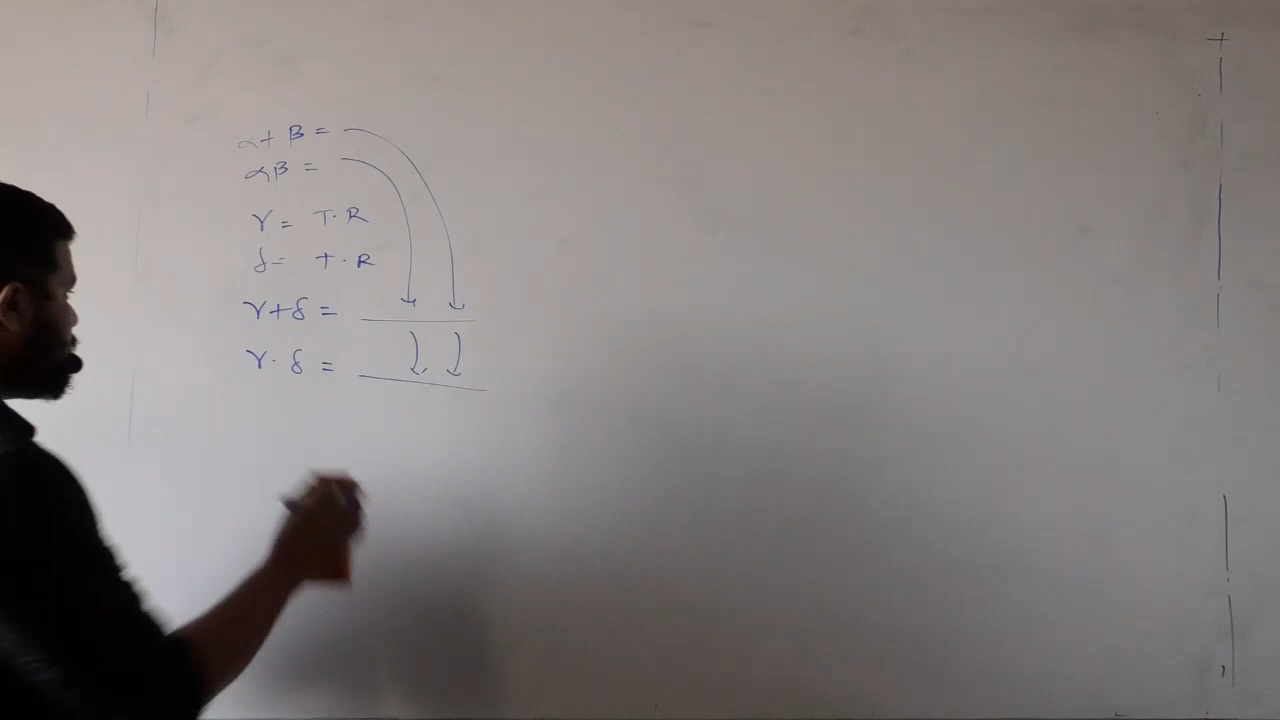 α+ β =
αβ =
γ = T·R
δ= T·R
γ+δ =
γ· δ =